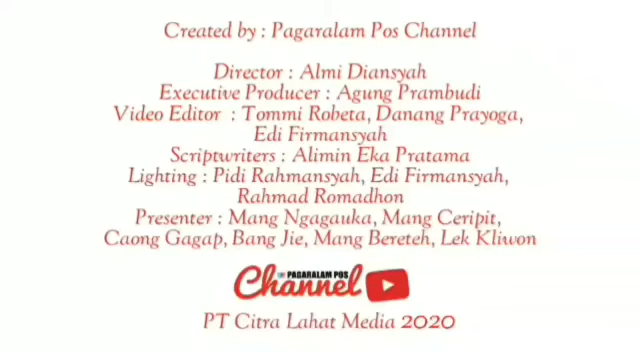 Created by : Pagaralam Pos Channel
Director : Almi Diansyah
Executive Producer : Agung Prambudi
Video Editor : Tommi Robeta, Danang Prayoga,
Edi Firmansyah
Scriptwriters : Alimin Eka Pratama
Lighting : Pidi Rahmansyah, Edi Firmansyah,
Rahmad Romadhon
Presenter : Mang Ngagauka, Mang Ceripit,
Caong Gagap, Bang Jie, Mang Bereteh, Lek Kliwon
PAGARALAM POS
Channel
PT Citra Lahat Media 2020